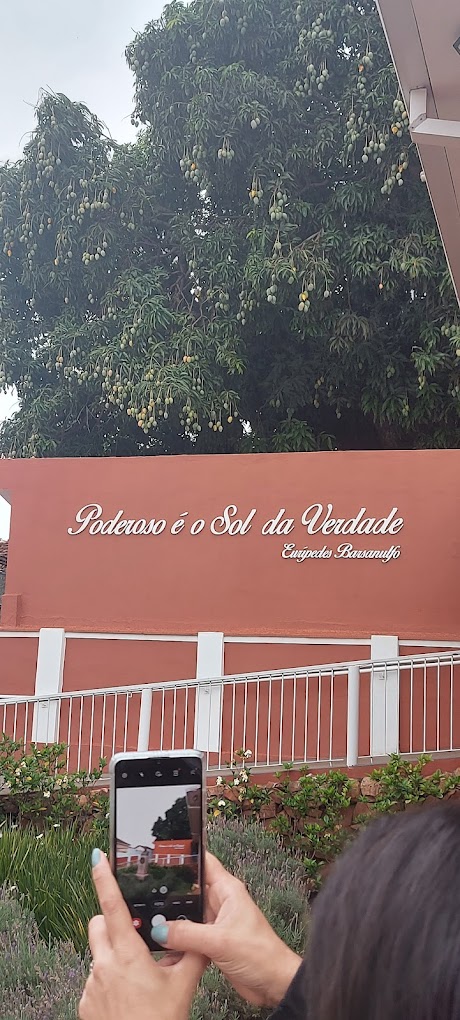 Poderoso é o Sol da Verdade
Eurípedes Barsanulfo